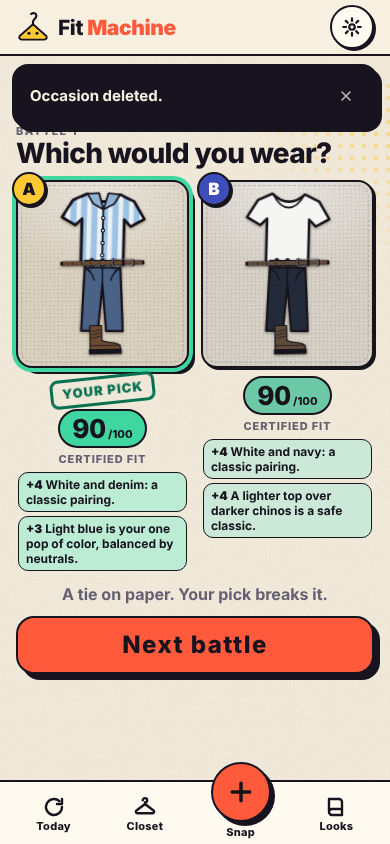 Fit Machine
Occasion deleted.
BATTLE 1
Which would you wear?
A
B
YOUR PICK
90 /100
CERTIFIED FIT
+4 White and denim: a
classic pairing.
+3 Light blue is your one
pop of color, balanced by
neutrals.
90 /100
CERTIFIED FIT
+4 White and navy: a
classic pairing.
+4 A lighter top over
darker chinos is a safe
classic.
A tie on paper. Your pick breaks it.
Next battle
Today
Closet
Snap
Looks